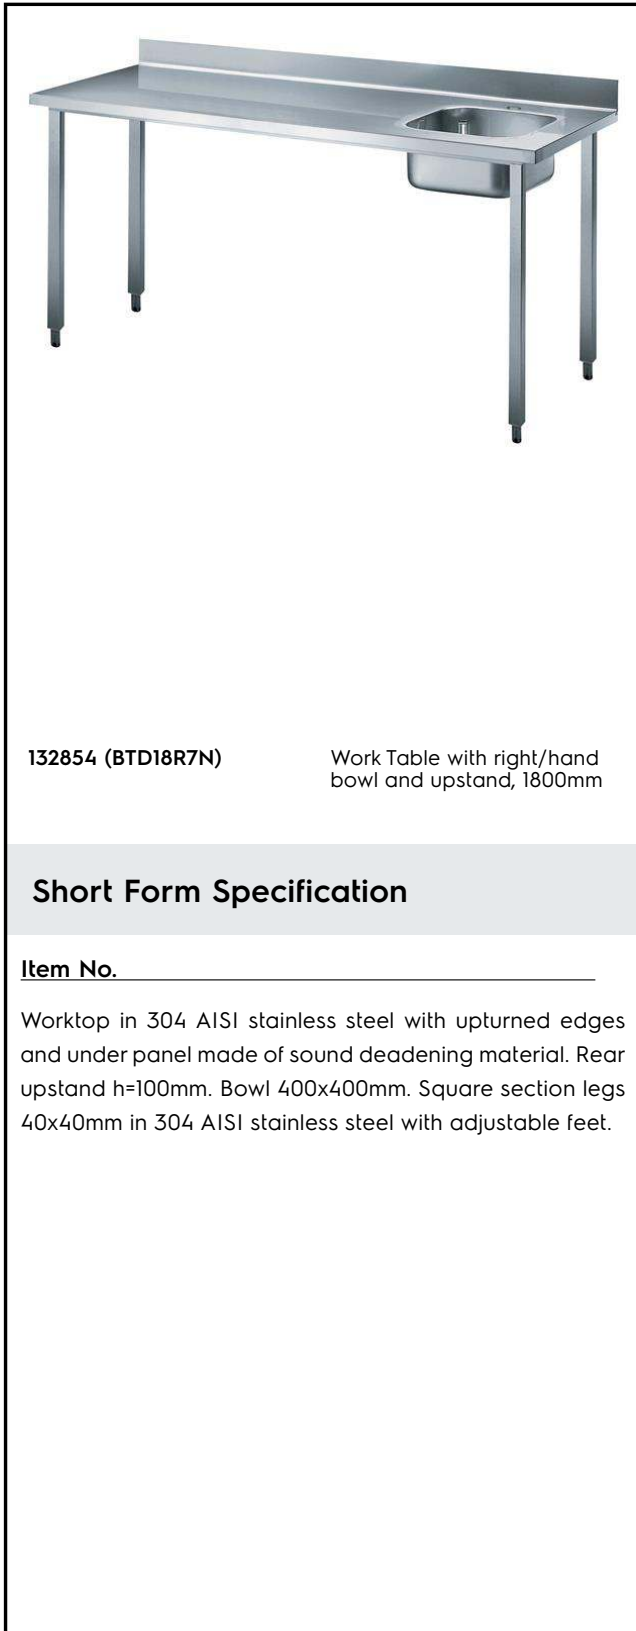 132854 (BTD18R7N)
Work Table with right/hand
bowl and upstand, 1800mm
Short Form Specification
Item No.
Worktop in 304 AISI stainless steel with upturned edges
and under panel made of sound deadening material. Rear
upstand h=100mm. Bowl 400x400mm. Square section legs
40x40mm in 304 AISI stainless steel with adjustable feet.